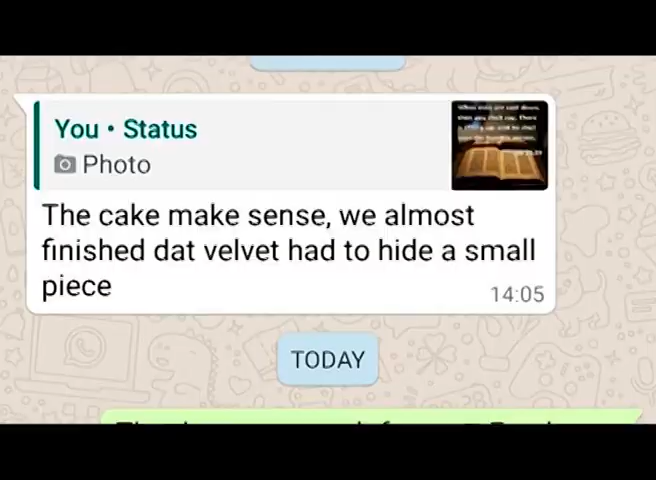 You • Status
Photo
The cake make sense, we almost
finished dat velvet had to hide a small
piece
14:05
TODAY